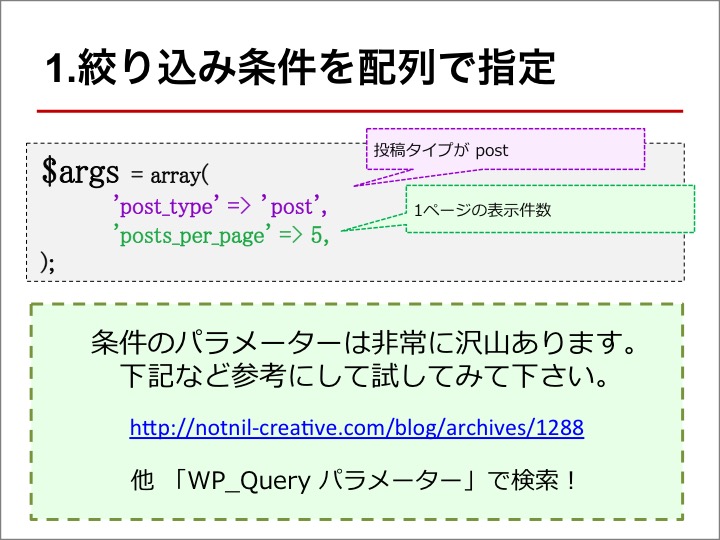 1.絞り込み条件を配列で指定
投稿タイプが post
$args = array(
'post_type' => 'post',
1ページの表示件数
'posts_per_page' => 5,
);
条件のパラメーターは非常に沢山あります。
下記など参考にして試してみて下さい。
http://notnil-creative.com/blog/archives/1288
他 「WP_Query パラメーター」で検索！